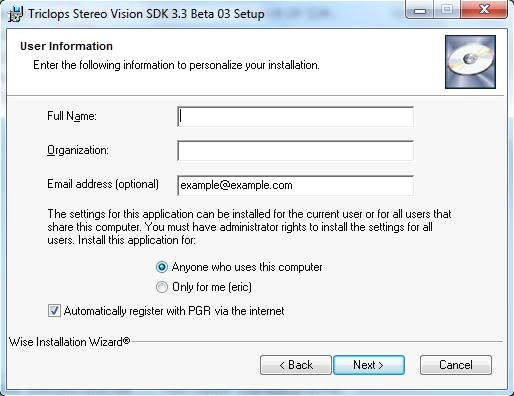 Triclops Stereo Vision SDK 3.3 Beta 03 Setup
User Information
Enter the following information to personalize your installation.
Full Name:
Organization:
Email address (optional)
example@example.com
The settings for this application can be installed for the current user or for all users that
share this computer. You must have administrator rights to install the settings for all
users. Install this application for:
Anyone who uses this computer
Only for me (eric)
Automatically register with PGR via the internet
Wise Installation Wizard®
< Back
Next >
Cancel